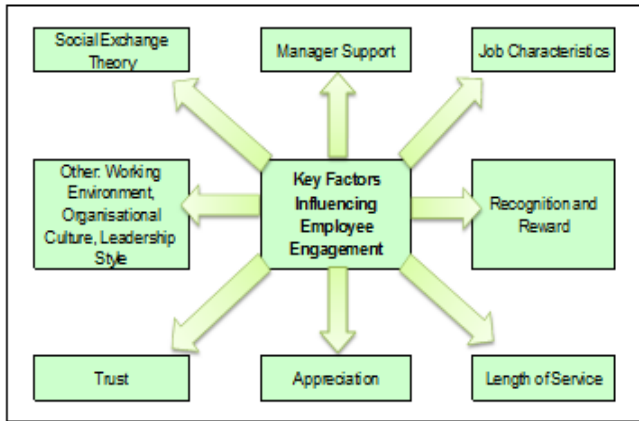 Social Exchange
Theory
Manager Support
Job Characteristics
Other: Working
Environment,
Organisational
Culture, Leadership
Style
Key Factors
Influencing
Employee
Engagement
Recognition and
Reward
Trust
Appreciation
Length of Service